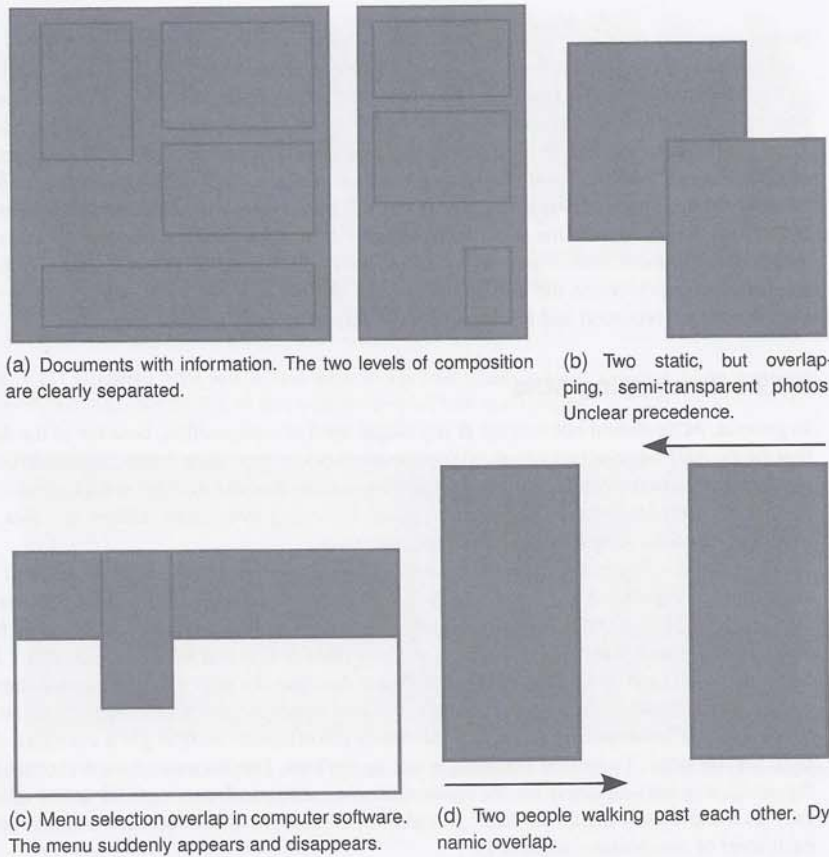 (a) Documents with information. The two levels of composition
are clearly separated.
(b) Two static, but overlap-
ping, semi-transparent photos
Unclear precedence.
(c) Menu selection overlap in computer software.
The menu suddenly appears and disappears.
(d) Two people walking past each other. Dy
namic overlap.